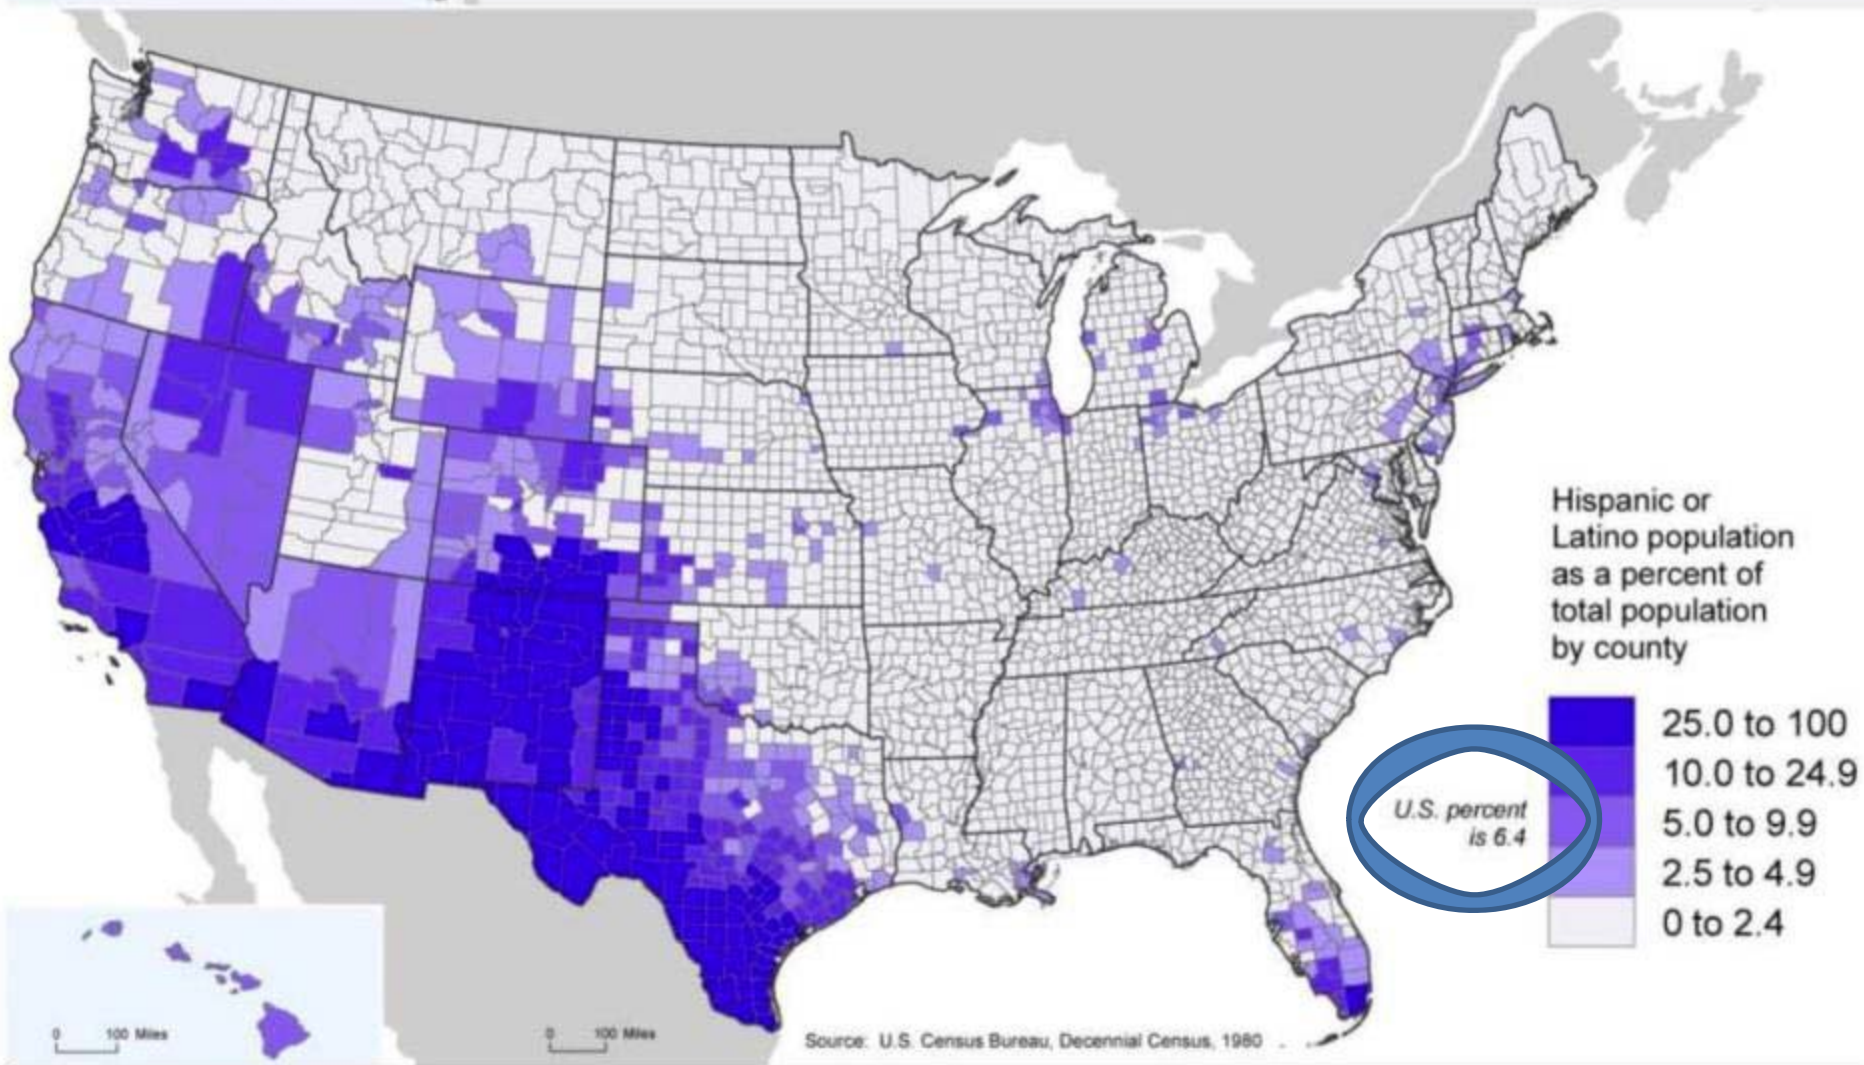 Hispanic or
Latino population
as a percent of
total population
by county
25.0 to 100
10.0 to 24.9
5.0 to 9.9
2.5 to 4.9
0 to 2.4
U.S. percent
is 6.4
0 100 Miles
0 100 Miles
Source: U.S. Census Bureau, Decennial Census, 1980